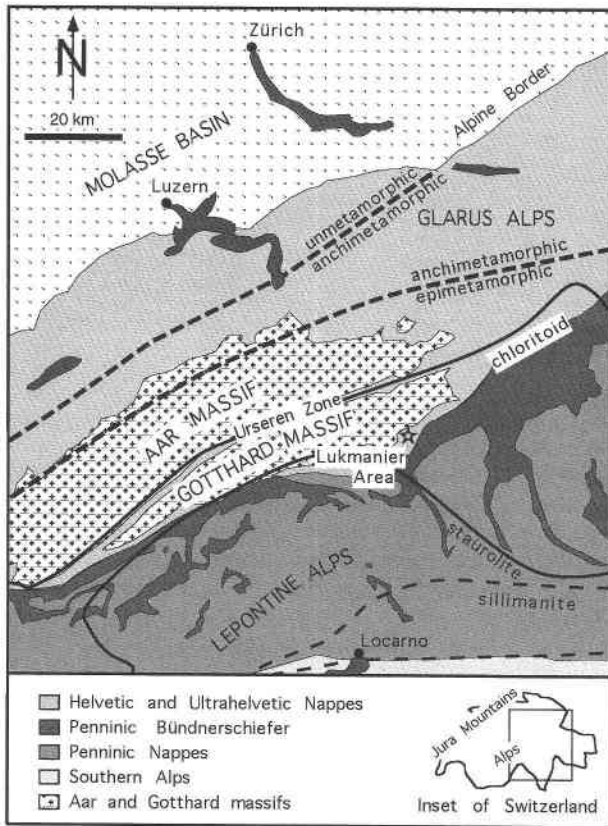 Zürich
N
20 km
MOLASSE BASIN
Alpine Border
Luzern
unmetamorphic
anchimetamorphic
GLARUS ALPS
anchimetamorphic
epimetamorphic
chloritoid
AAR MASSIF
Urseren Zone
GOTTHARD MASSIF
Lukmanier
Area
staurolite
LEPONTINE ALPS
sillimanite
Locarno
Helvetic and Ultrahelvetic Nappes
Penninic Bündnerschiefer
Penninic Nappes
Southern Alps
Aar and Gotthard massifs
Jura Mountains
Alps
Inset of Switzerland